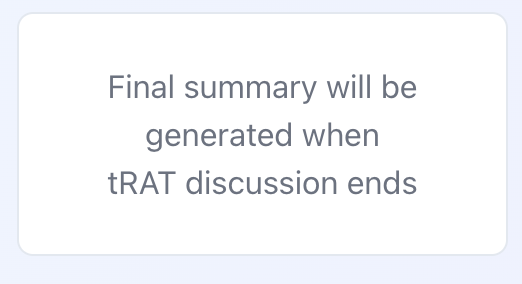 Final summary will be
generated when
tRAT discussion ends